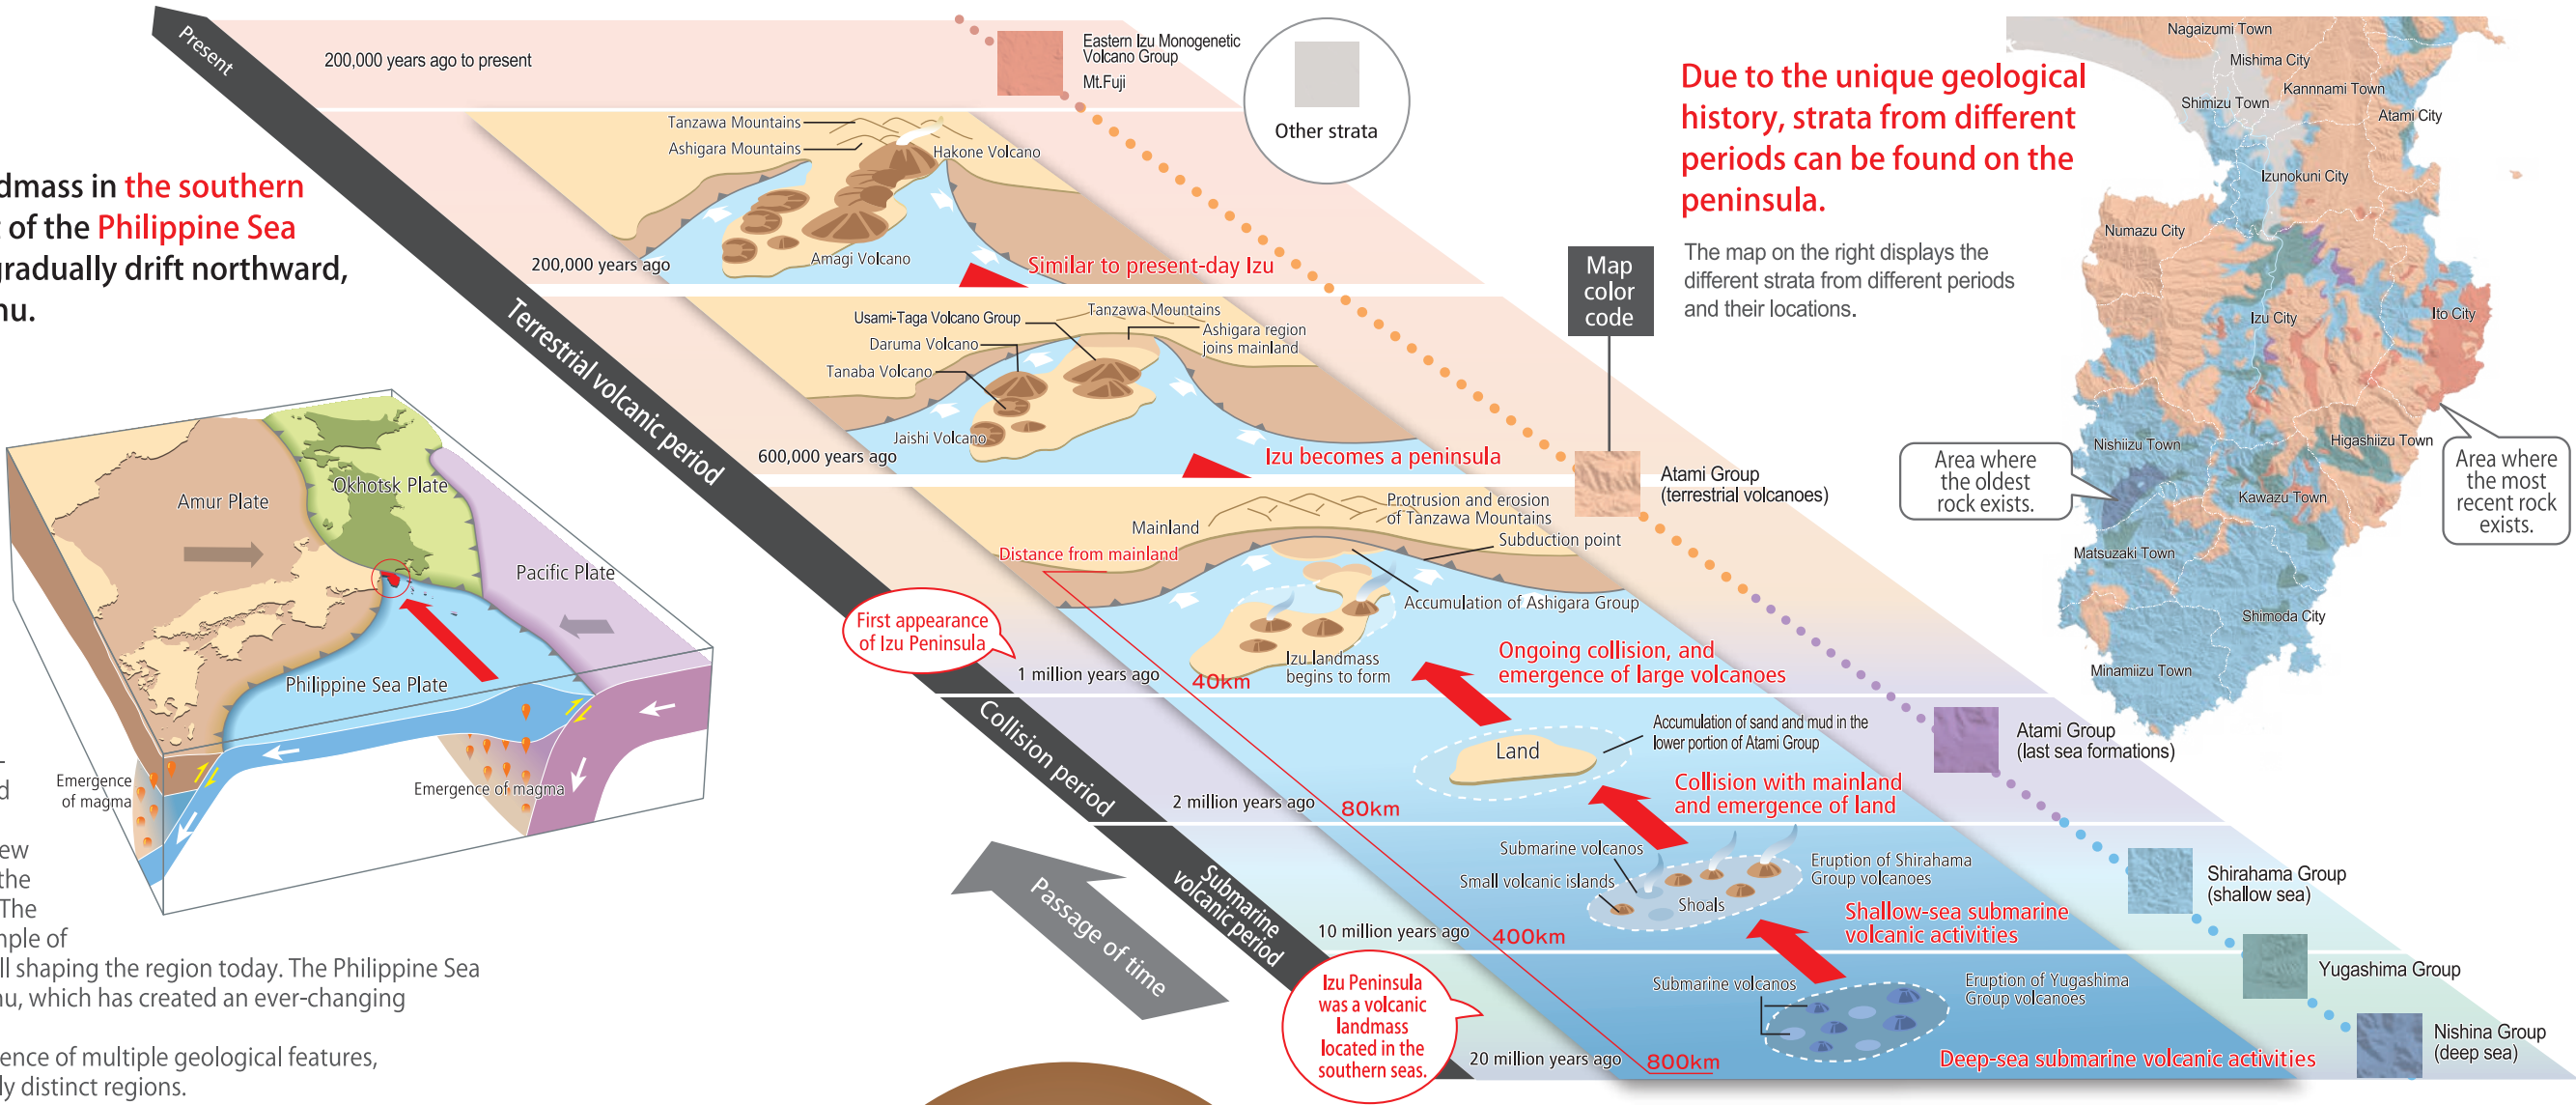 Present
200,000 years ago to present
Eastern Izu Monogenetic
Volcano Group
Mt.Fuji
Other strata
Tanzawa Mountains
Ashigara Mountains
Hakone Volcano
Amagi Volcano
200,000 years ago
Similar to present-day Izu
Terrestrial volcanic period
Usami-Taga Volcano Group
Daruma Volcano
Tanaba Volcano
Tanzawa Mountains
Ashigara region
joins mainland
Jaishi Volcano
600,000 years ago
Izu becomes a peninsula
Map
color
code
Atami Group
(terrestrial volcanoes)
Mainland
Protrusion and erosion
of Tanzawa Mountains
Subduction point
Distance from mainland
Accumulation of Ashigara Group
First appearance
of Izu Peninsula
1 million years ago
40km
Izu landmass
begins to form
Ongoing collision, and
emergence of large volcanoes
Collision period
Land
Accumulation of sand and mud in the
lower portion of Atami Group
Atami Group
(last sea formations)
2 million years ago
80km
Collision with mainland
and emergence of land
Submarine
volcanic period
Submarine volcanos
Small volcanic islands
Shoals
Eruption of Shirahama
Group volcanoes
Shirahama Group
(shallow sea)
10 million years ago
400km
Shallow-sea submarine
volcanic activities
Passage of time
Izu Peninsula
was a volcanic
landmass
located in the
southern seas.
Submarine volcanos
Eruption of Yugashima
Group volcanoes
Yugashima Group
20 million years ago
800km
Deep-sea submarine volcanic activities
Nishina Group
(deep sea)
Due to the unique geological
history, strata from different
periods can be found on the
peninsula.
The map on the right displays the
different strata from different periods
and their locations.
Nagaizumi Town
Mishima City
Kannnami Town
Shimizu Town
Atami City
Izunokuni City
Numazu City
Izu City
Ito City
Nishiizu Town
Higashiizu Town
Kawazu Town
Matsuzaki Town
Shimoda City
Minamiizu Town
Area where
the oldest
rock exists.
Area where
the most
recent rock
exists.
in the southern
of the Philippine Sea
gradually drift northward,
Amur Plate
Okhotsk Plate
Pacific Plate
Philippine Sea Plate
Emergence
of magma
Emergence of magma
the
The
of
shaping the region today. The Philippine Sea
which has created an ever-changing
of multiple geological features,
distinct regions.